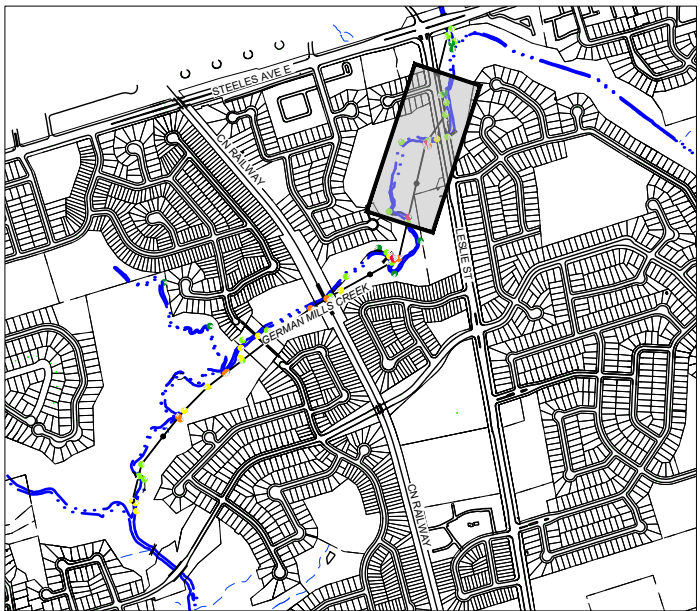 STEELES AVE E
CN RAILWAY
LESLIE ST
GERMAN MILLS CREEK
CN RAILWAY